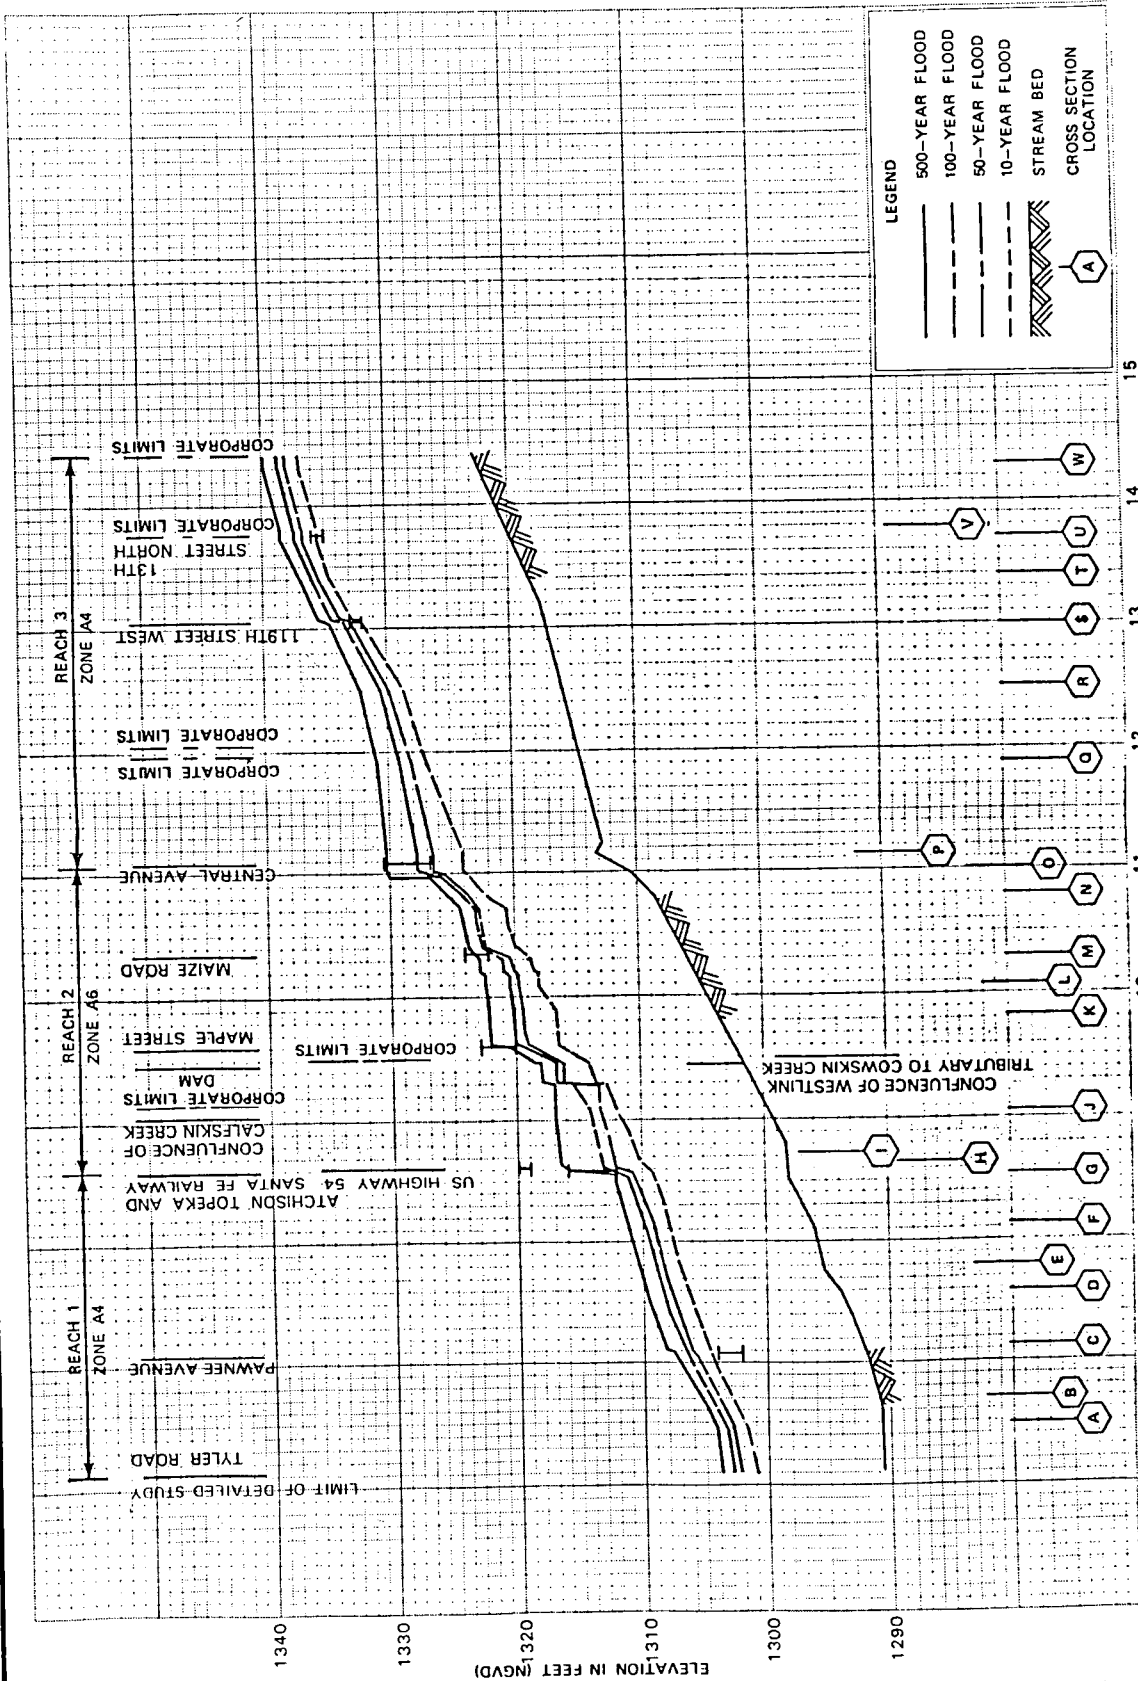 REACH 1
ZONE A4
REACH 2
ZONE A6
REACH 3
ZONE A4
LIMIT OF DETAILED STUDY
TYLER ROAD
PAWNEE AVENUE
ATCHISON TOPEKA AND
SANTA FE RAILWAY
US HIGHWAY 54
CONFLUENCE OF
CALESKIN CREEK
CORPORATE LIMITS
DAM
CORPORATE LIMITS
MAPLE STREET
MAIZE ROAD
CENTRAL AVENUE
CORPORATE LIMITS
CORPORATE LIMITS
119TH STREET WEST
13TH
STREET NORTH
CORPORATE LIMITS
CORPORATE LIMITS
CONFLUENCE OF WESTLINK
TRIBUTARY TO COWSKIN CREEK
ELEVATION IN FEET (NGVD)
1340
1330
1320
1310
1300
1290
A
B
C
D
E
F
G
H
I
J
K
L
M
N
O
P
Q
R
S
T
U
V
W
11
12
13
14
15
LEGEND
500-YEAR FLOOD
100-YEAR FLOOD
50-YEAR FLOOD
10-YEAR FLOOD
STREAM BED
A
CROSS SECTION
LOCATION